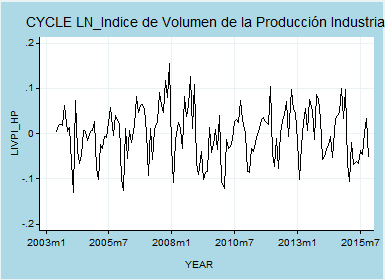 CYCLE LN_Indice de Volumen de la Producción Industria
.2
.1
0
-.1
-.2
LIVPI_HP
2003m1 2005m7 2008m1 2010m7 2013m1 2015m7
YEAR